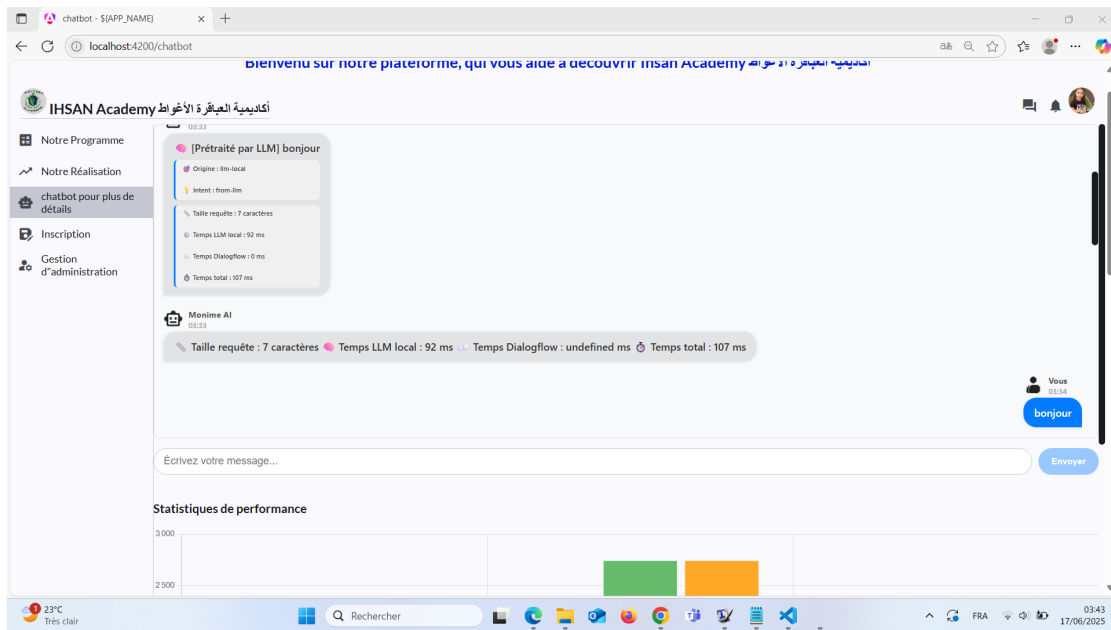 chatbot - $(APP_NAME)
localhost:4200/chatbot
Bienvenu sur notre plateforme, qui vous aide à découvrir Ihsan Academy أكاديمية العباقرة الأغواط
IHSAN Academy أكاديمية العباقرة الأغواط
Notre Programme
Notre Réalisation
chatbot pour plus de
détails
Inscription
Gestion
d"administration
03:33
[Prétraité par LLM] bonjour
Origine : llm-local
Intent : from-llm
Taille requête : 7 caractères
Temps LLM local : 92 ms
Temps Dialogflow : 0 ms
Temps total : 107 ms
Monime AI
03:33
Taille requête : 7 caractères Temps LLM local : 92 ms Temps Dialogflow : undefined ms Temps total : 107 ms
Vous
03:34
bonjour
Écrivez votre message...
Envoyer
Statistiques de performance
3 000
2 500
1
23°C
Très clair
Rechercher
FRA
03:43
17/06/2025